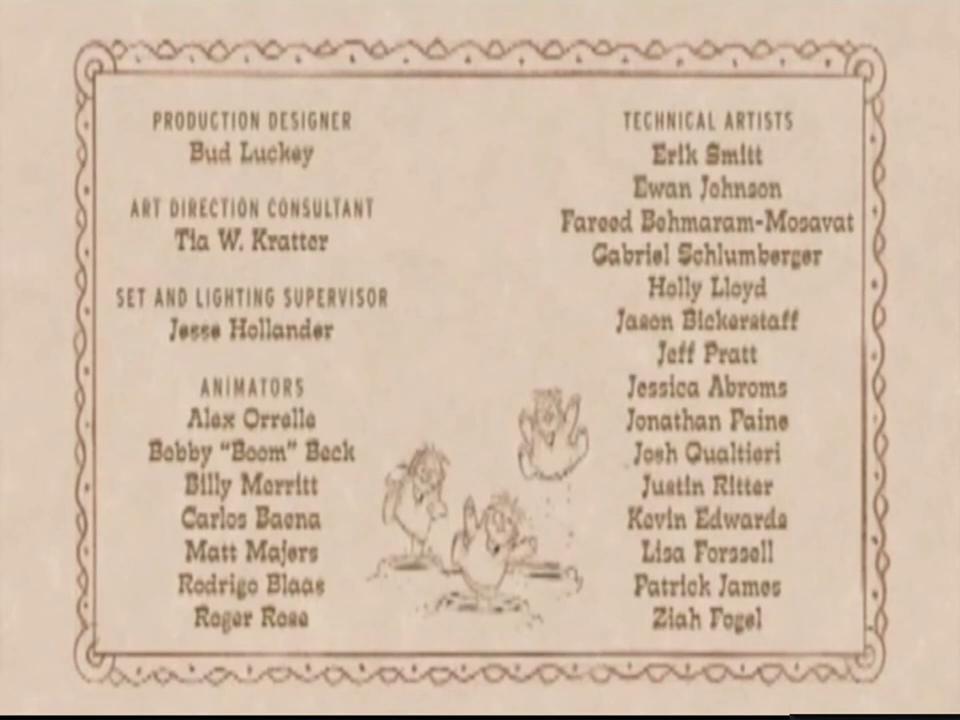 PRODUCTION DESIGNER
Bud Luckey
ART DIRECTION CONSULTANT
Tia W. Kratter
SET AND LIGHTING SUPERVISOR
Jesse Hollander
ANIMATORS
Alex Orrelle
Bobby "Boom" Beck
Billy Merritt
Carlos Baena
Matt Majers
Rodrigo Blaas
Roger Rose
TECHNICAL ARTISTS
Erik Smitt
Ewan Johnson
Fareed Behmaram-Mosavat
Gabriel Schlumberger
Holly Lloyd
Jason Bickerstaff
Jeff Pratt
Jessica Abroms
Jonathan Paine
Josh Qualtieri
Justin Ritter
Kevin Edwards
Lisa Forssell
Patrick James
Ziah Fogel